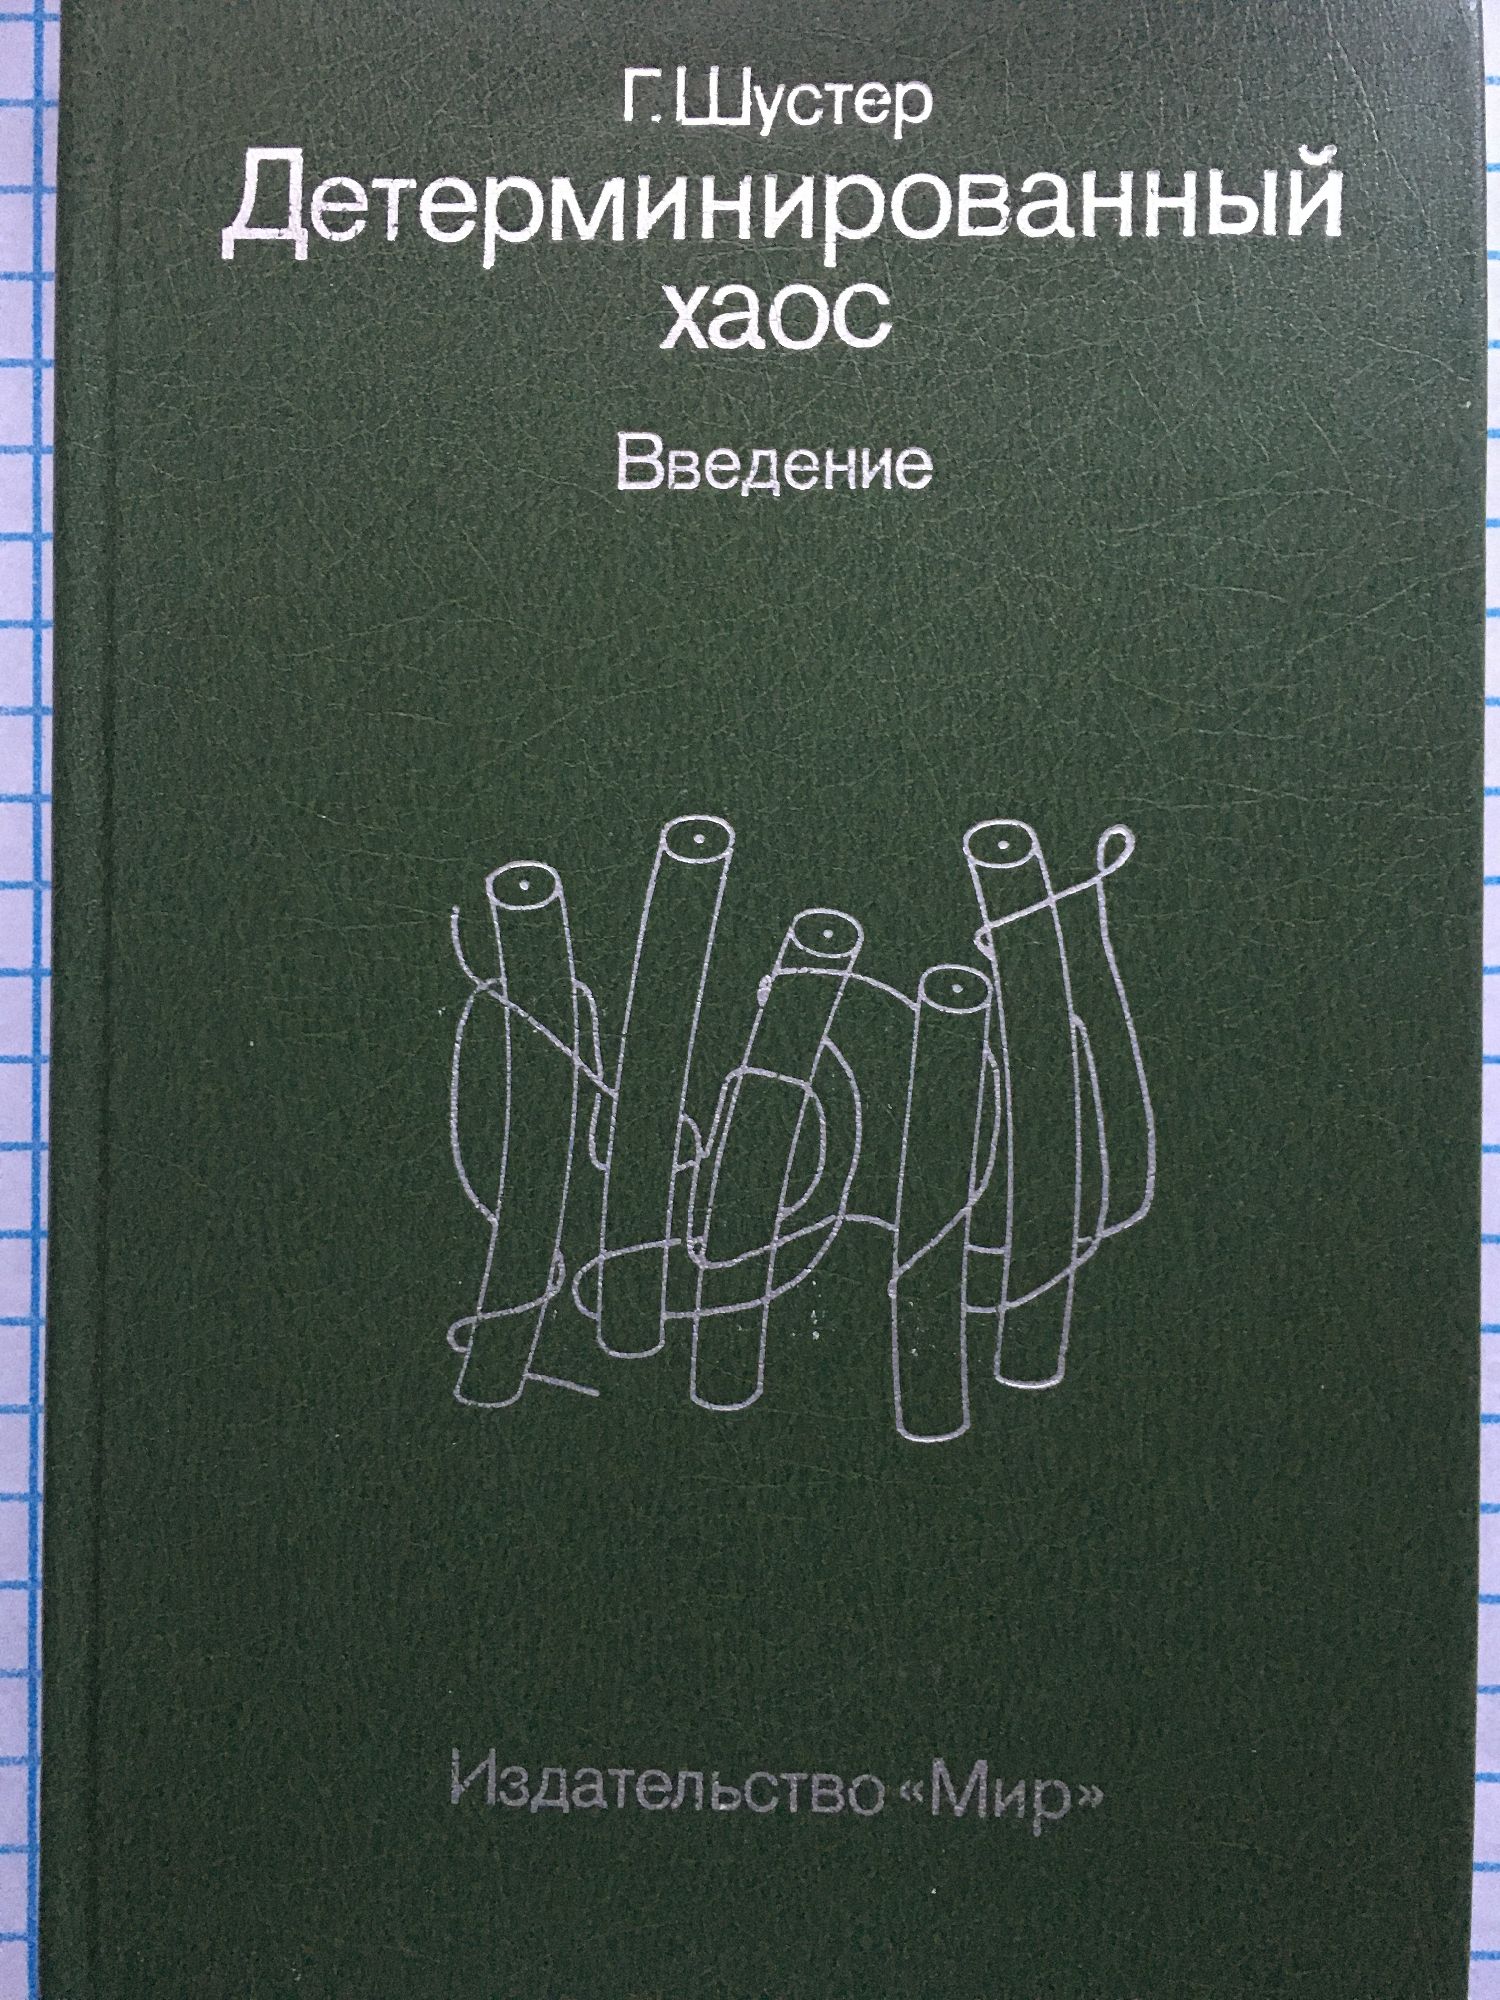 Г. Шустер
Детерминированный
хаос
Введение
Издательство «Мир»